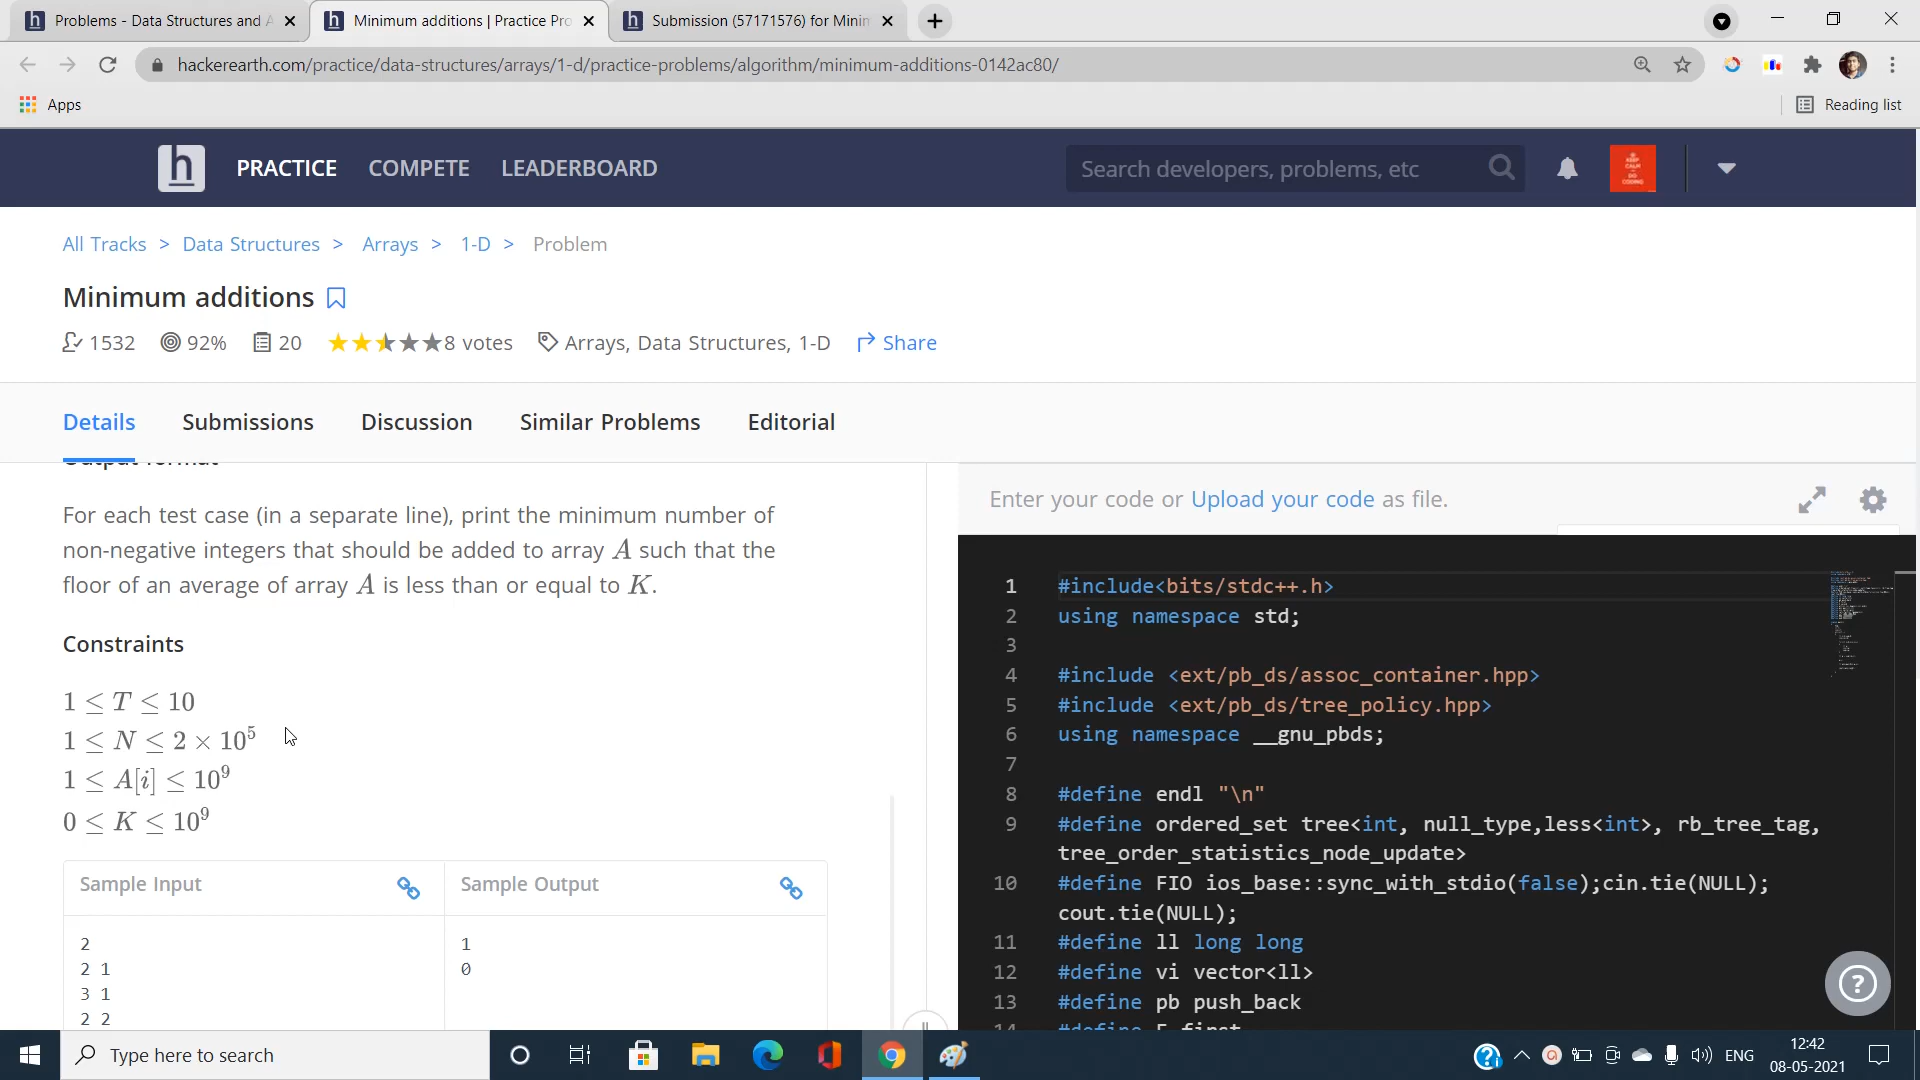 Problems - Data Structures and A
Minimum additions | Practice Pro
Submission (57171576) for Minim
hackerearth.com/practice/data-structures/arrays/1-d/practice-problems/algorithm/minimum-additions-0142ac80/
Apps
Reading list
h PRACTICE COMPETE LEADERBOARD
Search developers, problems, etc
All Tracks > Data Structures > Arrays > 1-D > Problem
Minimum additions
1532 92% 20 8 votes Arrays, Data Structures, 1-D Share
Details Submissions Discussion Similar Problems Editorial
Output format
For each test case (in a separate line), print the minimum number of
non-negative integers that should be added to array A such that the
floor of an average of array A is less than or equal to K.
Constraints
1 ≤ T ≤ 10
1 ≤ N ≤ 2 × 10^5
1 ≤ A[i] ≤ 10^9
0 ≤ K ≤ 10^9
Sample Input
2
2 1
3 1
2 2
Sample Output
1
0
Enter your code or Upload your code as file.
1 #include<bits/stdc++.h>
2 using namespace std;
3
4 #include <ext/pb_ds/assoc_container.hpp>
5 #include <ext/pb_ds/tree_policy.hpp>
6 using namespace __gnu_pbds;
7
8 #define endl "\n"
9 #define ordered_set tree<int, null_type,less<int>, rb_tree_tag,
tree_order_statistics_node_update>
10 #define FIO ios_base::sync_with_stdio(false);cin.tie(NULL);
cout.tie(NULL);
11 #define ll long long
12 #define vi vector<ll>
13 #define pb push_back
14 #define F first
Type here to search
ENG
12:42
08-05-2021